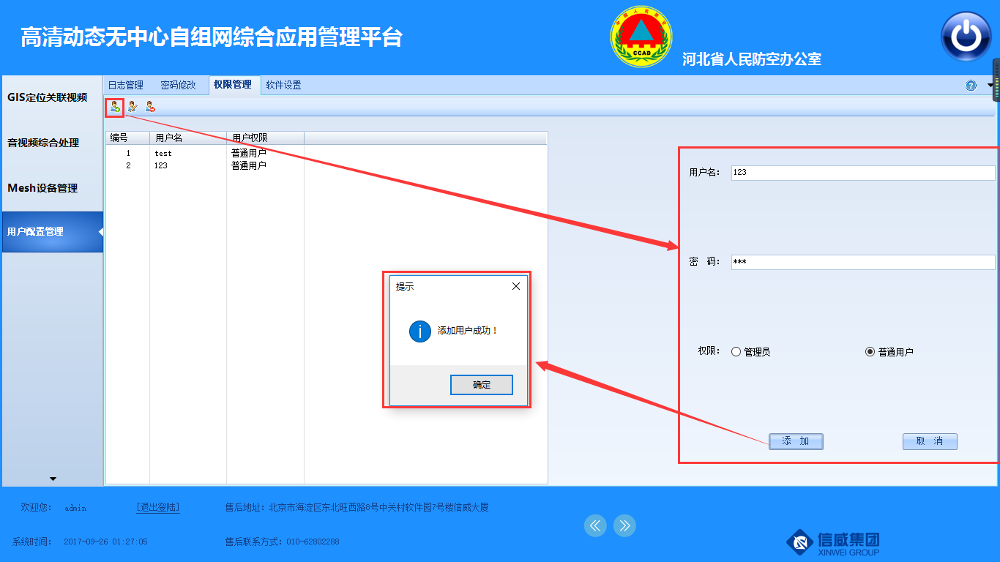 高清动态无中心自组网综合应用管理平台
中国人民防空
CCAD
河北省人民防空办公室
GIS定位关联视频
音视频综合处理
Mesh设备管理
用户配置管理
日志管理 密码修改 权限管理 软件设置
编号 用户名 用户权限
1 test 普通用户
2 123 普通用户
用户名： 123
密 码： ***
权限： 管理员 普通用户
添 加 取 消
提示
添加用户成功！
确定
欢迎您： admin [退出登陆] 售后地址：北京市海淀区东北旺西路8号中关村软件园7号楼信威大厦
系统时间： 2017-09-26 01:27:05 售后联系方式：010-62802288
信威集团
XINWEI GROUP